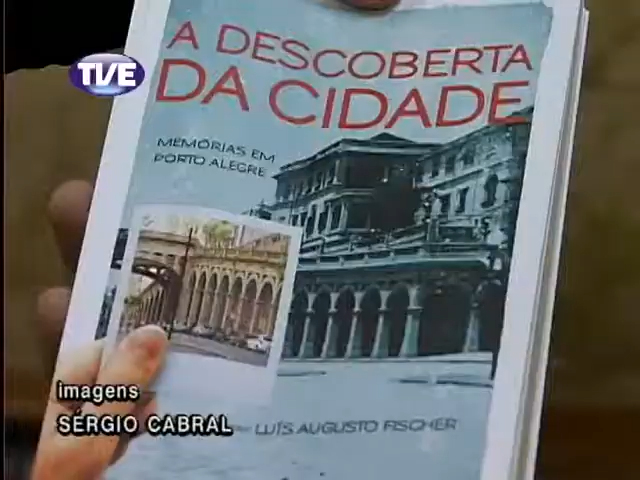 A DESCOBERTA
DA CIDADE
TVE
MEMÓRIAS EM
PORTO ALEGRE
imagens
SÉRGIO CABRAL
LUÍS AUGUSTO FISCHER